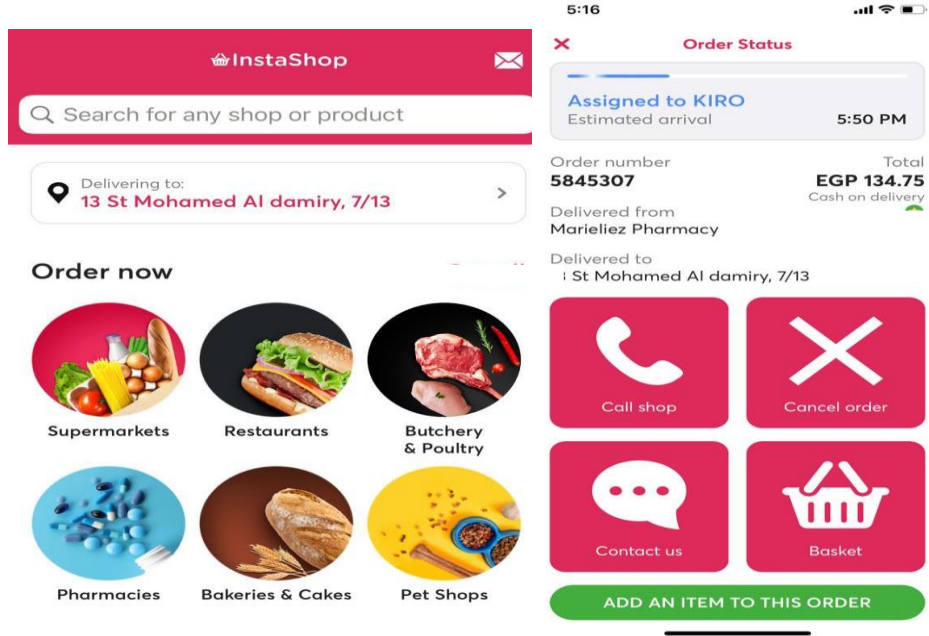 InstaShop
Search for any shop or product
Delivering to:
13 St Mohamed Al damiry, 7/13
Order now
Supermarkets
Restaurants
Butchery
& Poultry
Pharmacies
Bakeries & Cakes
Pet Shops
5:16
Order Status
Assigned to KIRO
Estimated arrival 5:50 PM
Order number Total
5845307 EGP 134.75
Cash on delivery
Delivered from
Marieliez Pharmacy
Delivered to
St Mohamed Al damiry, 7/13
Call shop
Cancel order
Contact us
Basket
ADD AN ITEM TO THIS ORDER